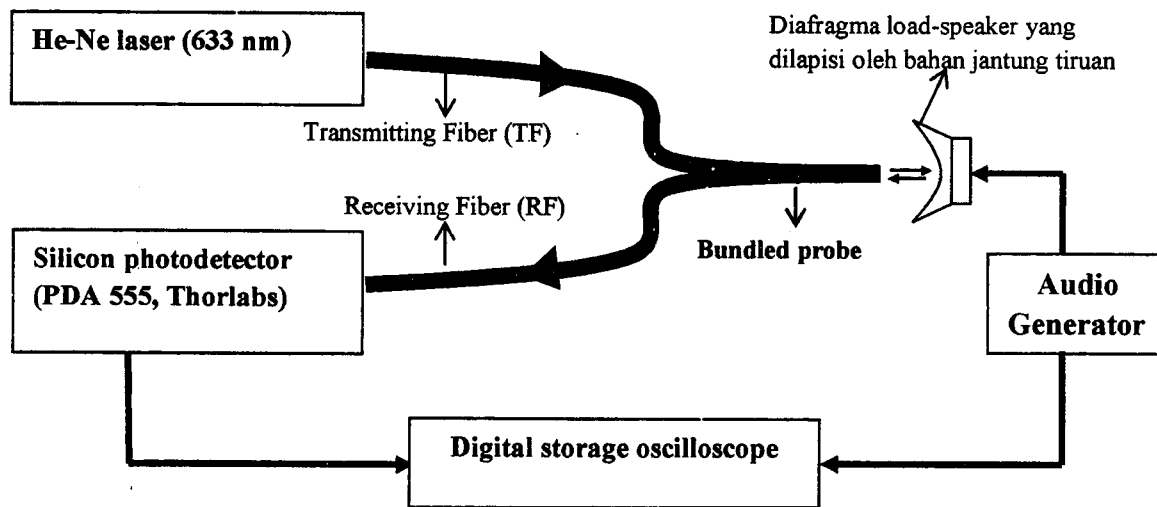 He-Ne laser (633 nm)
Diafragma load-speaker yang
dilapisi oleh bahan jantung tiruan
Transmitting Fiber (TF)
Receiving Fiber (RF)
Bundled probe
Silicon photodetector
(PDA 555, Thorlabs)
Audio
Generator
Digital storage oscilloscope